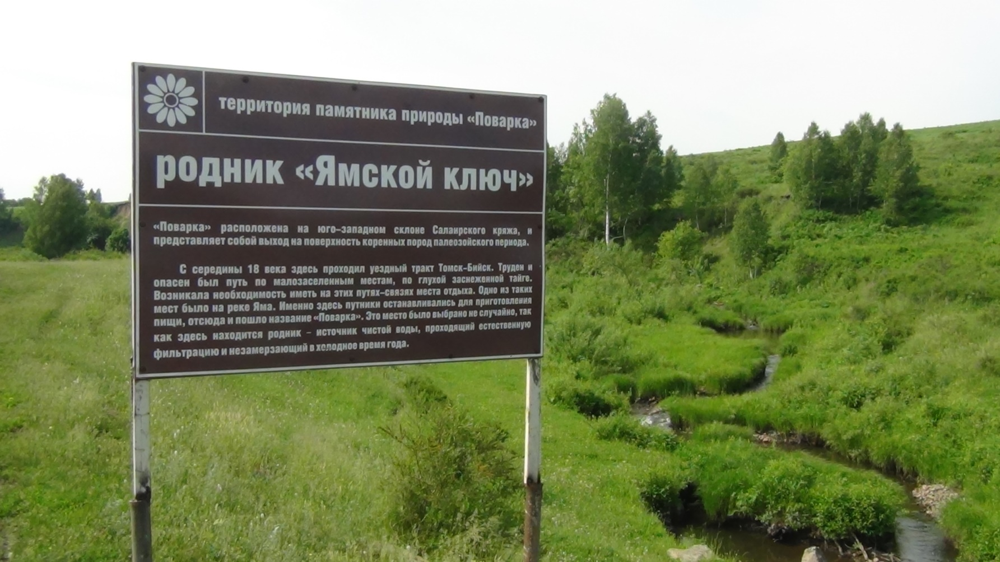 территория памятника природы «Поварка»
родник «Ямской ключ»
«Поварка» расположена на юго-западном склоне Салаирского кряжа, и
представляет собой выход на поверхность коренных пород палеозойского периода.
С середины 18 века здесь проходил уездный тракт Томск-Бийск. Труден и
опасен был путь по малозаселенным местам, по глухой заснеженной тайге.
Возникала необходимость иметь на этих путях-связях места отдыха. Одно из таких
мест было на реке Яма. Именно здесь путники останавливались для приготовления
пищи, отсюда и пошло название «Поварка». Это место было выбрано не случайно, так
как здесь находится родник - источник чистой воды, проходящий естественную
фильтрацию и незамерзающий в холодное время года.